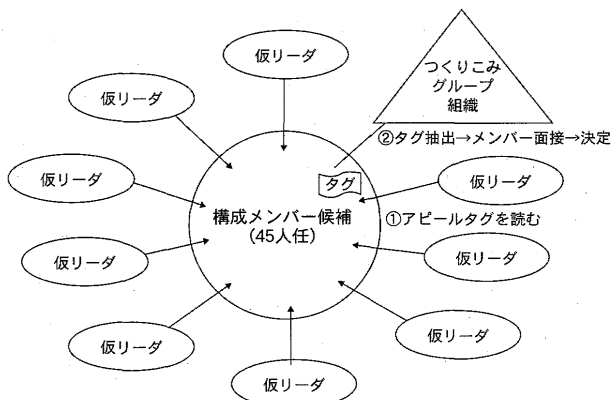 仮リーダ
つくりこみ
グループ
組織
仮リーダ
②タグ抽出→メンバー面接→決定
タグ
仮リーダ
仮リーダ
構成メンバー候補
(45人任)
①アピールタグを読む
仮リーダ
仮リーダ
仮リーダ
仮リーダ
仮リーダ